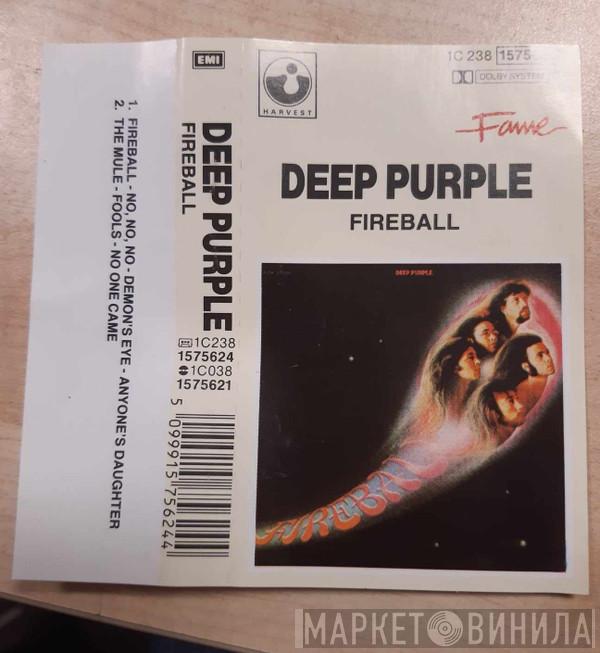 1. FIREBALL - NO, NO, NO - DEMON'S EYE - ANYONE'S DAUGHTER
2. THE MULE - FOOLS - NO ONE CAME
EMI
DEEP PURPLE
FIREBALL
1C238
1575624
1C038
1575621
5 099915 756244
HARVEST
1C 238 1575
DOLBY SYSTEM
Fame
DEEP PURPLE
FIREBALL
DEEP PURPLE
FIREBALL
МАРКЕТ ВИНИЛА